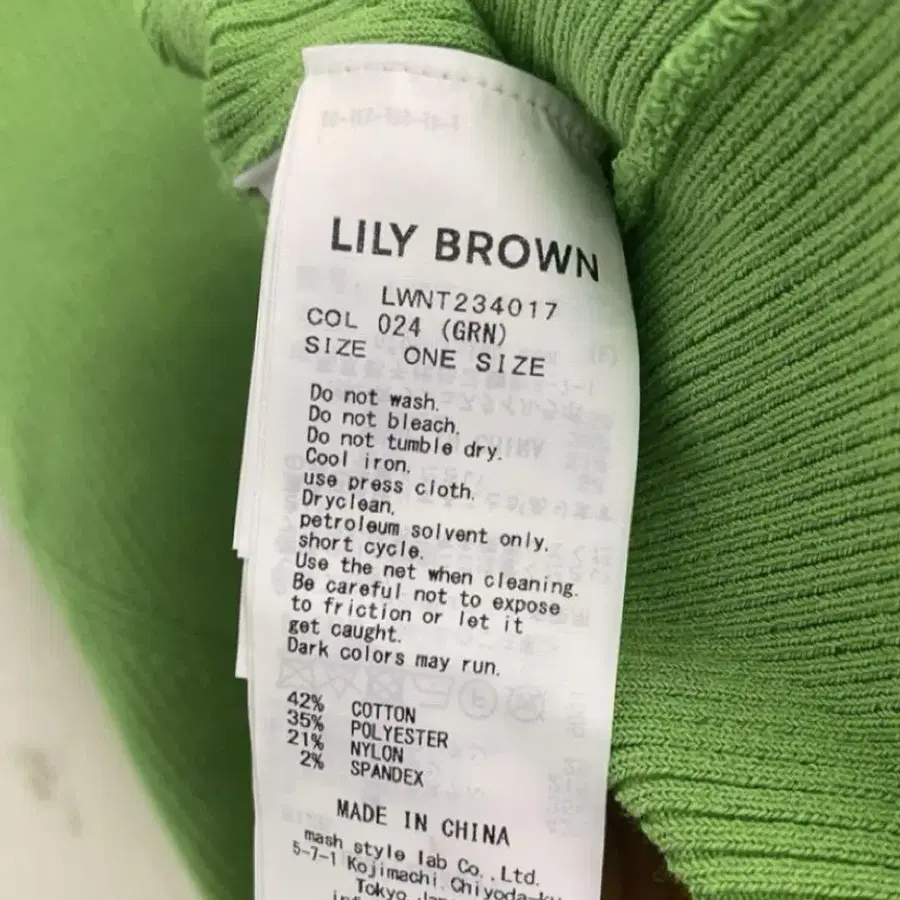 LILY BROWN
LWNT234017
COL 024 (GRN)
SIZE ONE SIZE
Do not wash.
Do not bleach.
Do not tumble dry.
Cool iron.
use press cloth.
Dryclean.
petroleum solvent only.
short cycle.
Use the net when cleaning.
Be careful not to expose
to friction or let it
get caught.
Dark colors may run.
42% COTTON
35% POLYESTER
21% NYLON
2% SPANDEX
MADE IN CHINA
mash style lab Co.,Ltd.
5-7-1 Kojimachi Chiyoda-ku
Tokyo